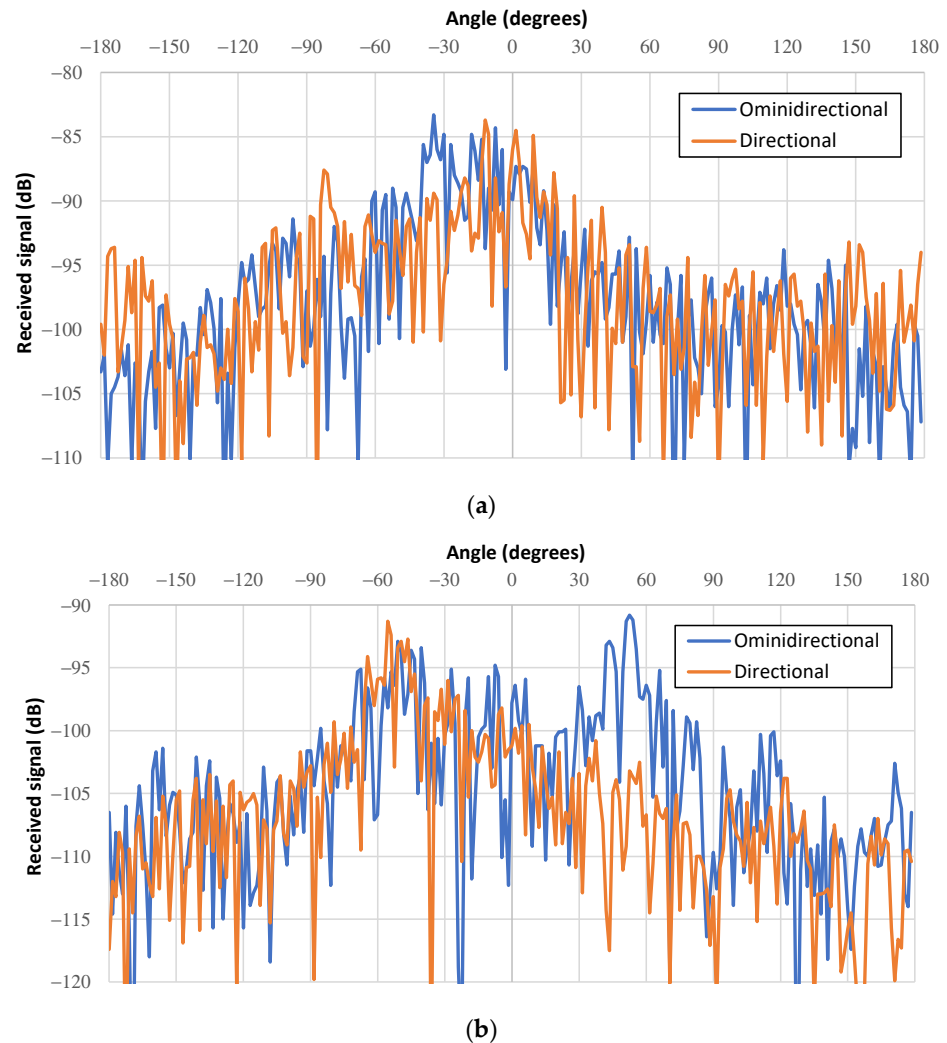 Angle (degrees)
−180 −150 −120 −90 −60 −30 0 30 60 90 120 150 180
−80
−85
−90
−95
−100
−105
−110
Received signal (dB)
Ominidirectional
Directional
(a)
Angle (degrees)
−180 −150 −120 −90 −60 −30 0 30 60 90 120 150 180
−90
−95
−100
−105
−110
−115
−120
Received signal (dB)
Ominidirectional
Directional
(b)